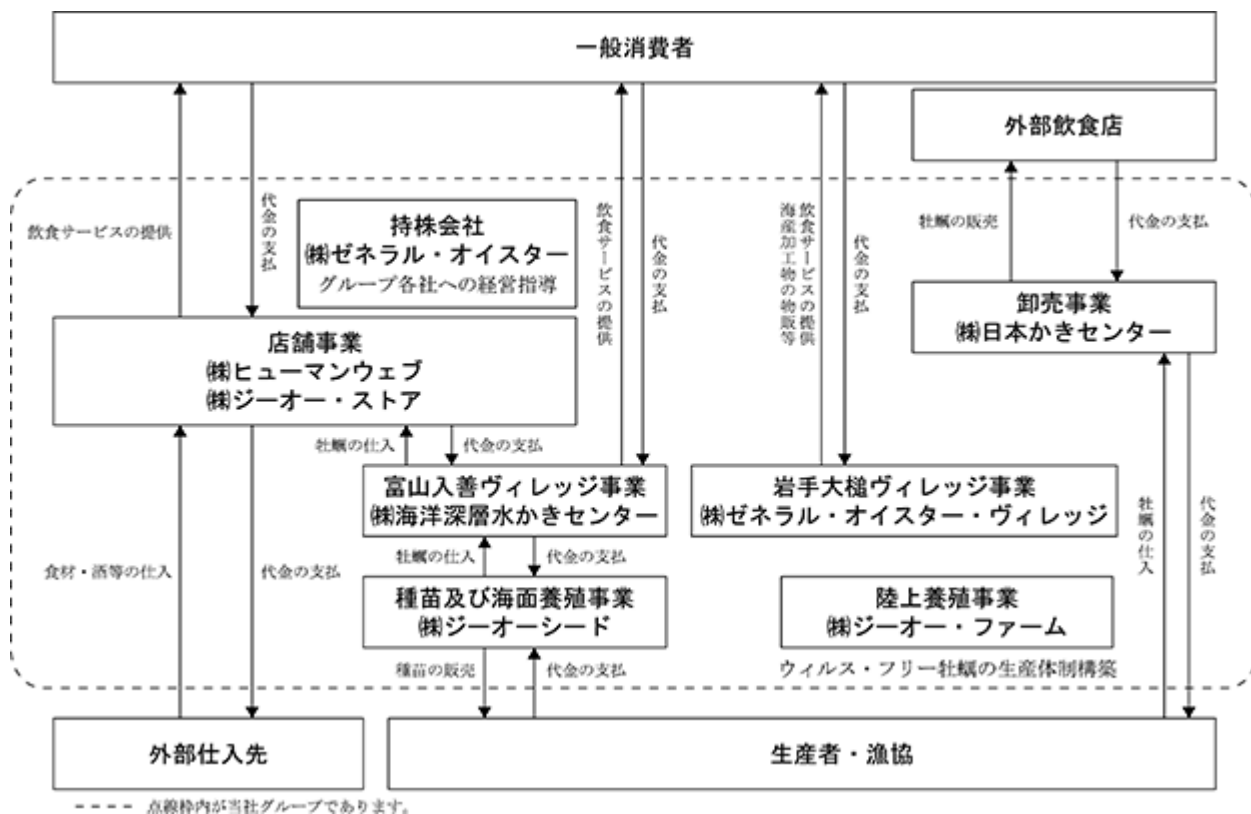 一般消費者
外部飲食店
飲食サービスの提供
代金の支払
持株会社
㈱ゼネラル・オイスター
グループ各社への経営指導
飲食サービスの提供
代金の支払
飲食サービスの提供
海産加工物の物販等
代金の支払
牡蠣の販売
代金の支払
卸売事業
㈱日本かきセンター
店舗事業
㈱ヒューマンウェブ
㈱ジーオー・ストア
牡蠣の仕入
代金の支払
富山入善ヴィレッジ事業
㈱海洋深層水かきセンター
岩手大槌ヴィレッジ事業
㈱ゼネラル・オイスター・ヴィレッジ
牡蠣の仕入
代金の支払
食材・酒等の仕入
代金の支払
牡蠣の仕入
代金の支払
種苗及び海面養殖事業
㈱ジーオーシード
陸上養殖事業
㈱ジーオー・ファーム
ウィルス・フリー牡蠣の生産体制構築
種苗の販売
代金の支払
外部仕入先
生産者・漁協
点線枠内が当社グループであります。